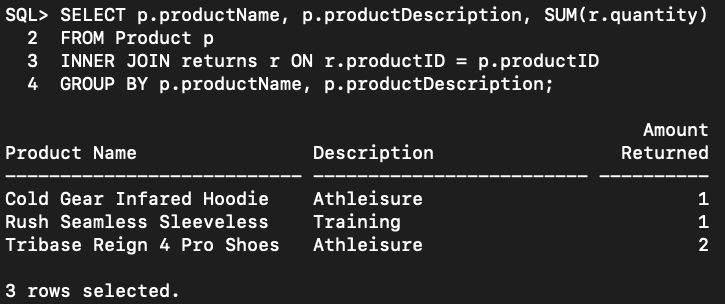 SQL> SELECT p.productName, p.productDescription, SUM(r.quantity)
  2  FROM Product p
  3  INNER JOIN returns r ON r.productID = p.productID
  4  GROUP BY p.productName, p.productDescription;
Amount
Product Name Description Returned
---------------------------- -------------------------- ----------
Cold Gear Infared Hoodie Athleisure 1
Rush Seamless Sleeveless Training 1
Tribase Reign 4 Pro Shoes Athleisure 2
3 rows selected.